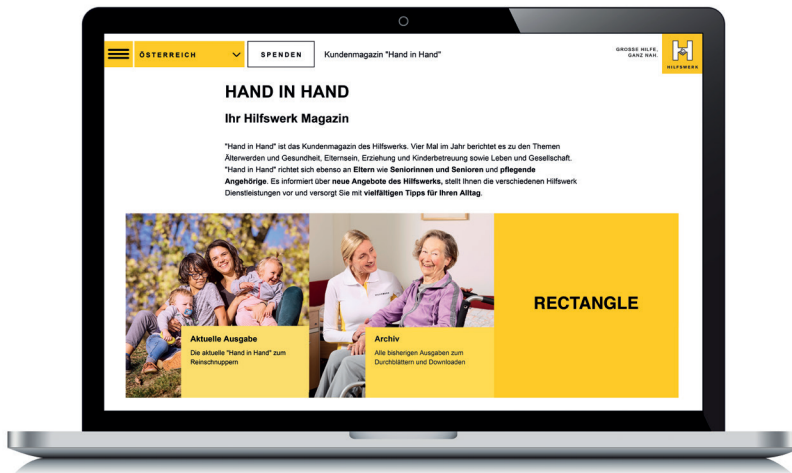 ÖSTERREICH
SPENDEN
Kundenmagazin "Hand in Hand"
GROSSE HILFE,
GANZ NAH.
HILFSWERK
HAND IN HAND
Ihr Hilfswerk Magazin
"Hand in Hand" ist das Kundenmagazin des Hilfswerks. Vier Mal im Jahr berichtet es zu den Themen
Älterwerden und Gesundheit, Elternsein, Erziehung und Kinderbetreuung sowie Leben und Gesellschaft.
"Hand in Hand" richtet sich ebenso an Eltern wie Seniorinnen und Senioren und pflegende
Angehörige. Es informiert über neue Angebote des Hilfswerks, stellt Ihnen die verschiedenen Hilfswerk
Dienstleistungen vor und versorgt Sie mit vielfältigen Tipps für Ihren Alltag.
Aktuelle Ausgabe
Die aktuelle "Hand in Hand" zum
Reinschnuppern
Archiv
Alle bisherigen Ausgaben zum
Durchblättern und Downloaden
RECTANGLE